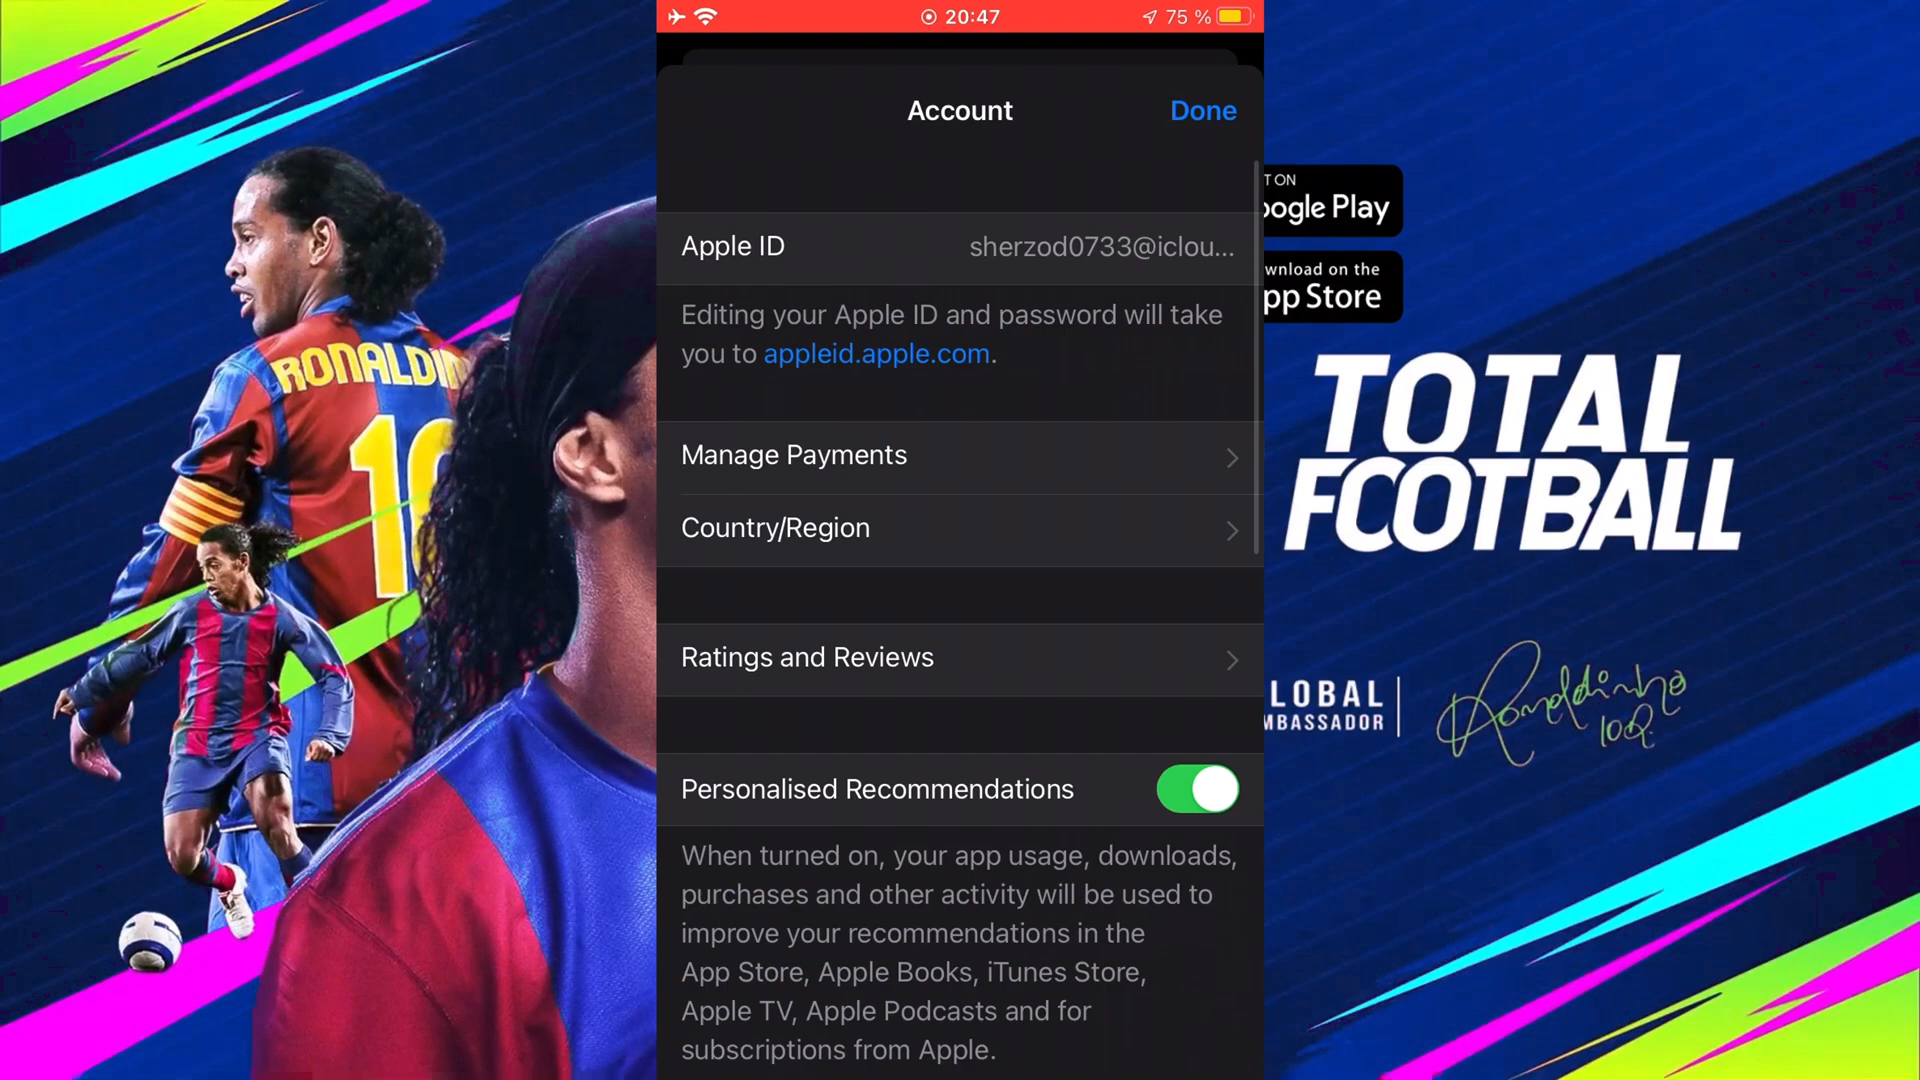 20:47
75 %
Account
Done
Apple ID
sherzod0733@iclou...
Editing your Apple ID and password will take
you to appleid.apple.com.
Manage Payments
Country/Region
Ratings and Reviews
Personalised Recommendations
When turned on, your app usage, downloads,
purchases and other activity will be used to
improve your recommendations in the
App Store, Apple Books, iTunes Store,
Apple TV, Apple Podcasts and for
subscriptions from Apple.
RONALDIN
10
T ON
oogle Play
wnload on the
pp Store
TOTAL
FOOTBALL
LOBAL
MBASSADOR
Ronaldinho
10R